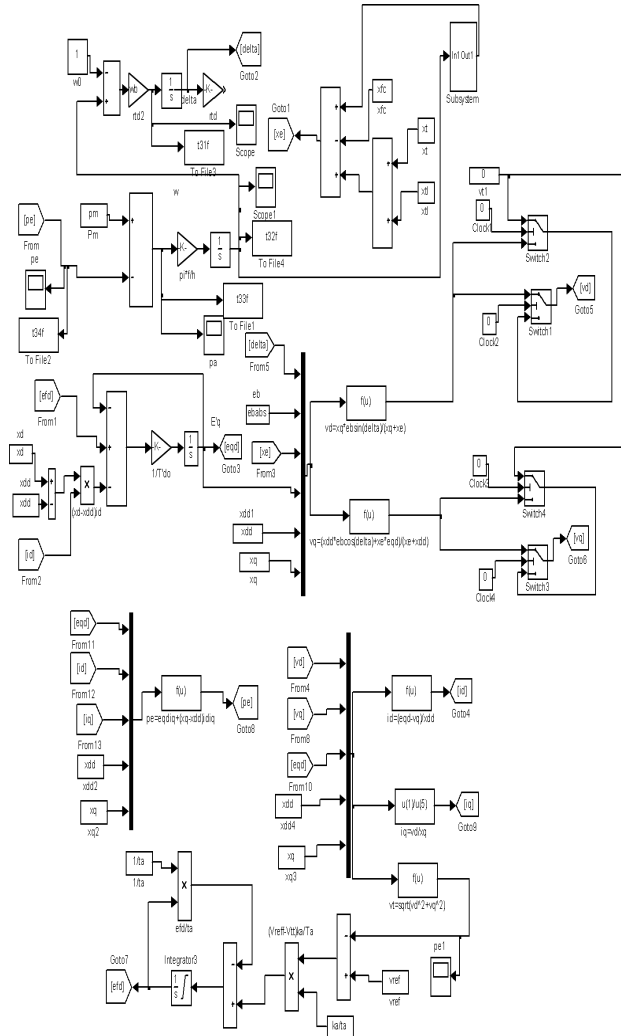 1
w0
wb
rtd2
1
s
delta
-K-
rtd
[delta]
Goto2
Scope
t31f
To File3
w
Goto1
[xe]
xfc
xfc
xt
xt
xtl
xtl
In1 Out1
Subsystem
0
vt1
0
Clock
Switch2
[pe]
From
pe
pm
Pm
-K-
pi*f/h
1
s
Scope1
t32f
To File4
t33f
To File1
pa
t34f
To File2
0
Clock2
Switch1
[vd]
Goto5
[delta]
From5
eb
ebabs
[xe]
From3
xdd1
xdd
xq
xq
f(u)
vd=xq*ebsin(delta)/(xq+xe)
f(u)
vq=(xdd*ebcos(delta)+xe*eqd)/(xe+xdd)
[efd]
From1
xd
xd
xdd
xdd
x
(xd-xdd)id
[id]
From2
-K-
1/T'do
1
s
E'q
[eqd]
Goto3
0
Clock3
Switch4
0
Clock4
Switch3
[vq]
Goto6
[eqd]
From11
[id]
From12
[iq]
From13
xdd
xdd2
xq
xq2
f(u)
pe=eqdiq+(xq-xdd)idiq
[pe]
Goto8
[vd]
From4
[vq]
From8
[eqd]
From10
xdd
xdd4
xq
xq3
f(u)
id=(eqd-vq)/xdd
[id]
Goto4
u(1)/u(5)
iq=vd/xq
[iq]
Goto9
f(u)
vt=sqrt(vd^2+vq^2)
1/ta
1/ta
x
efd/ta
Goto7
[efd]
Integrator3
1
s
(Vreff-Vtt)ka/Ta
x
ka/ta
vref
vref
pe1